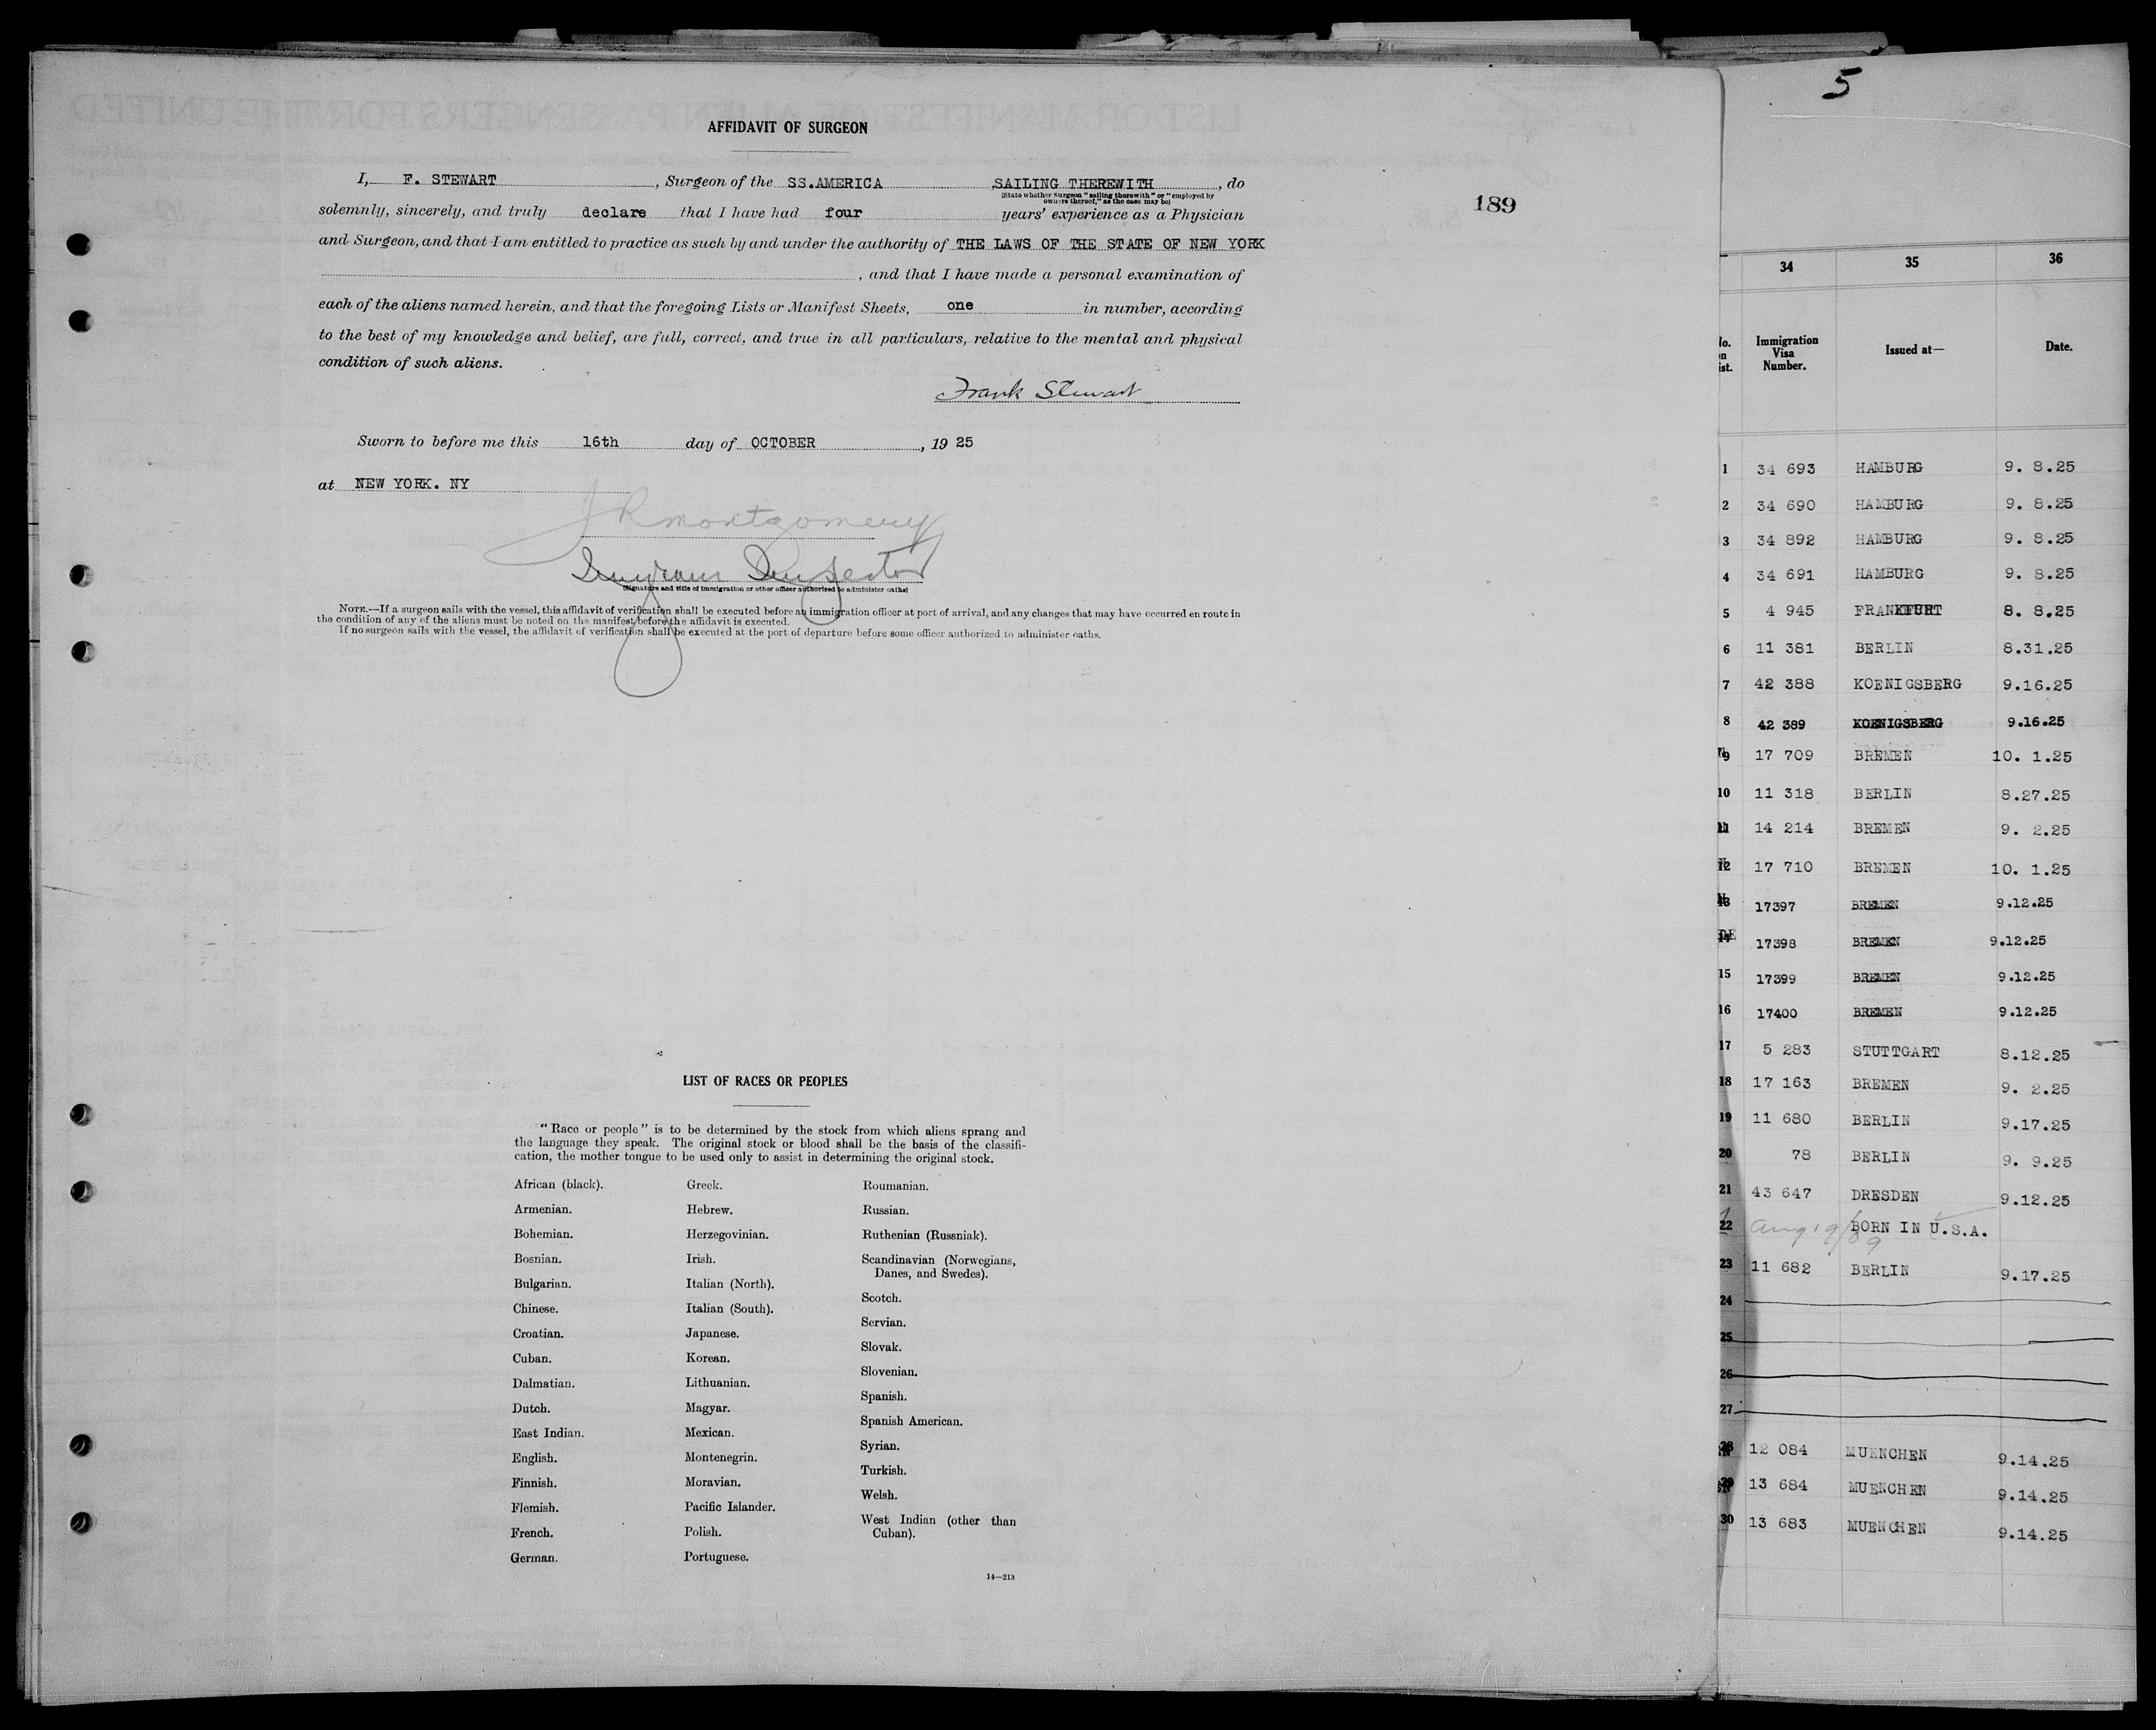 AFFIDAVIT OF SURGEON
I, F. STEWART, Surgeon of the SS.AMERICA SAILING THEREWITH, do
(State whether Surgeon "sailing therewith" or "employed by
owners thereof," as the case may be)
solemnly, sincerely, and truly declare that I have had four years' experience as a Physician
and Surgeon, and that I am entitled to practice as such by and under the authority of THE LAWS OF THE STATE OF NEW YORK
, and that I have made a personal examination of
each of the aliens named herein, and that the foregoing Lists or Manifest Sheets, one in number, according
to the best of my knowledge and belief, are full, correct, and true in all particulars, relative to the mental and physical
condition of such aliens.
Frank Stewart
Sworn to before me this 16th day of OCTOBER, 19 25
at NEW YORK. NY
JRMontgomery
Inspector
(Signature and title of immigration or other officer authorized to administer oaths)
NOTE.—If a surgeon sails with the vessel, this affidavit of verification shall be executed before an immigration officer at port of arrival, and any changes that may have occurred en route in
the condition of any of the aliens must be noted on the manifest before the affidavit is executed.
If no surgeon sails with the vessel, the affidavit of verification shall be executed at the port of departure before some officer authorized to administer oaths.
189
LIST OF RACES OR PEOPLES
"Race or people" is to be determined by the stock from which aliens sprang and
the language they speak. The original stock or blood shall be the basis of the classifi-
cation, the mother tongue to be used only to assist in determining the original stock.
African (black).
Armenian.
Bohemian.
Bosnian.
Bulgarian.
Chinese.
Croatian.
Cuban.
Dalmatian.
Dutch.
East Indian.
English.
Finnish.
Flemish.
French.
German.
Greek.
Hebrew.
Herzegovinian.
Irish.
Italian (North).
Italian (South).
Japanese.
Korean.
Lithuanian.
Magyar.
Mexican.
Montenegrin.
Moravian.
Pacific Islander.
Polish.
Portuguese.
Roumanian.
Russian.
Ruthenian (Russniak).
Scandinavian (Norwegians,
Danes, and Swedes).
Scotch.
Servian.
Slovak.
Slovenian.
Spanish.
Spanish American.
Syrian.
Turkish.
Welsh.
West Indian (other than
Cuban).
14—213
5
34 35 36
Immigration
Visa
Number.
Issued at—
Date.
1 34 693 HAMBURG 9. 8.25
2 34 690 HAMBURG 9. 8.25
3 34 892 HAMBURG 9. 8.25
4 34 691 HAMBURG 9. 8.25
5 4 945 FRANKFURT 8. 8.25
6 11 381 BERLIN 8.31.25
7 42 388 KOENIGSBERG 9.16.25
8 42 389 KOENIGSBERG 9.16.25
9 17 709 BREMEN 10. 1.25
10 11 318 BERLIN 8.27.25
11 14 214 BREMEN 9. 2.25
12 17 710 BREMEN 10. 1.25
13 17397 BREMEN 9.12.25
14 17398 BREMEN 9.12.25
15 17399 BREMEN 9.12.25
16 17400 BREMEN 9.12.25
17 5 283 STUTTGART 8.12.25
18 17 163 BREMEN 9. 2.25
19 11 680 BERLIN 9.17.25
20 78 BERLIN 9. 9.25
21 43 647 DRESDEN 9.12.25
22 BORN IN U.S.A.
23 11 682 BERLIN 9.17.25
24
25
26
27
28 12 084 MUENCHEN 9.14.25
29 13 684 MUENCHEN 9.14.25
30 13 683 MUENCHEN 9.14.25